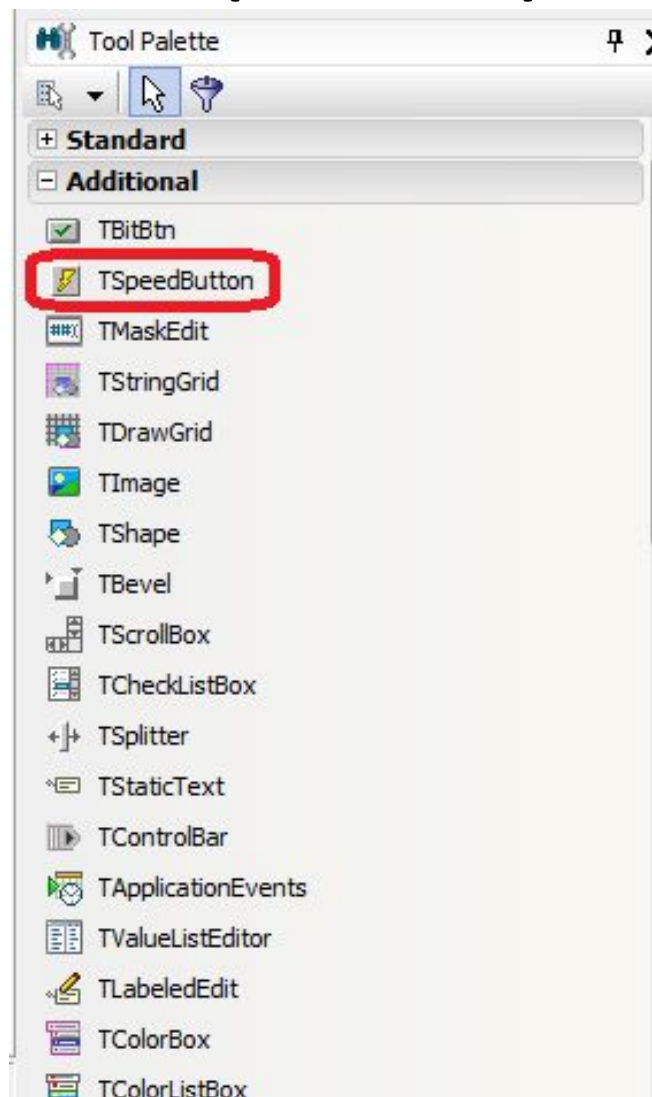 Tool Palette
Standard
Additional
TBitBtn
TSpeedButton
TMaskEdit
TStringGrid
TDrawGrid
TImage
TShape
TBevel
TScrollBox
TCheckListBox
TSplitter
TStaticText
TControlBar
TApplicationEvents
TValueListEditor
TLabeledEdit
TColorBox
TColorListBox